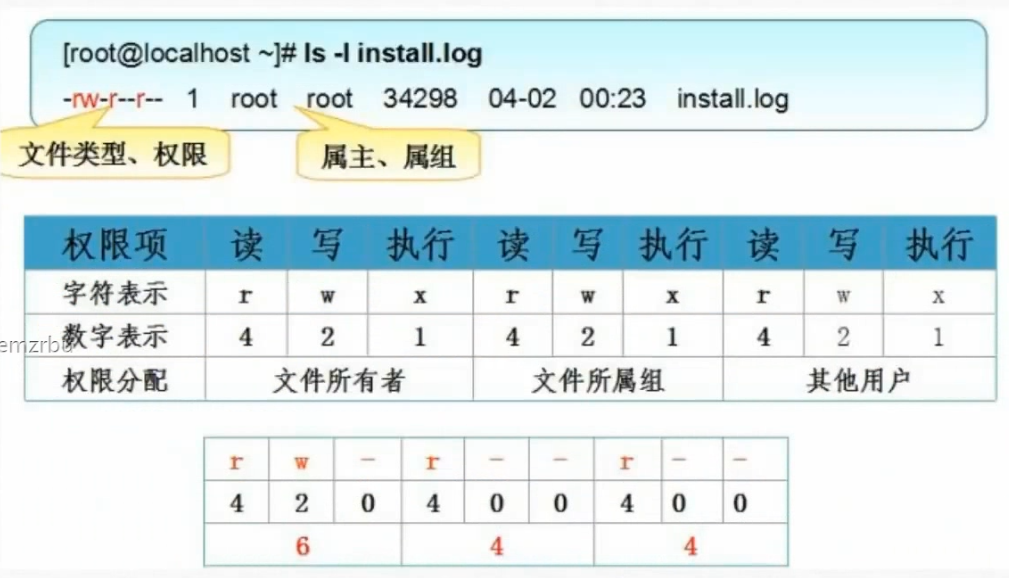 [root@localhost ~]# ls -l install.log
-rw-r--r-- 1 root root 34298 04-02 00:23 install.log
文件类型、权限 属主、属组
权限项 读 写 执行 读 写 执行 读 写 执行
字符表示 r w x r w x r w x
数字表示 4 2 1 4 2 1 4 2 1
权限分配 文件所有者 文件所属组 其他用户
r w - r - - r - -
4 2 0 4 0 0 4 0 0
6 4 4